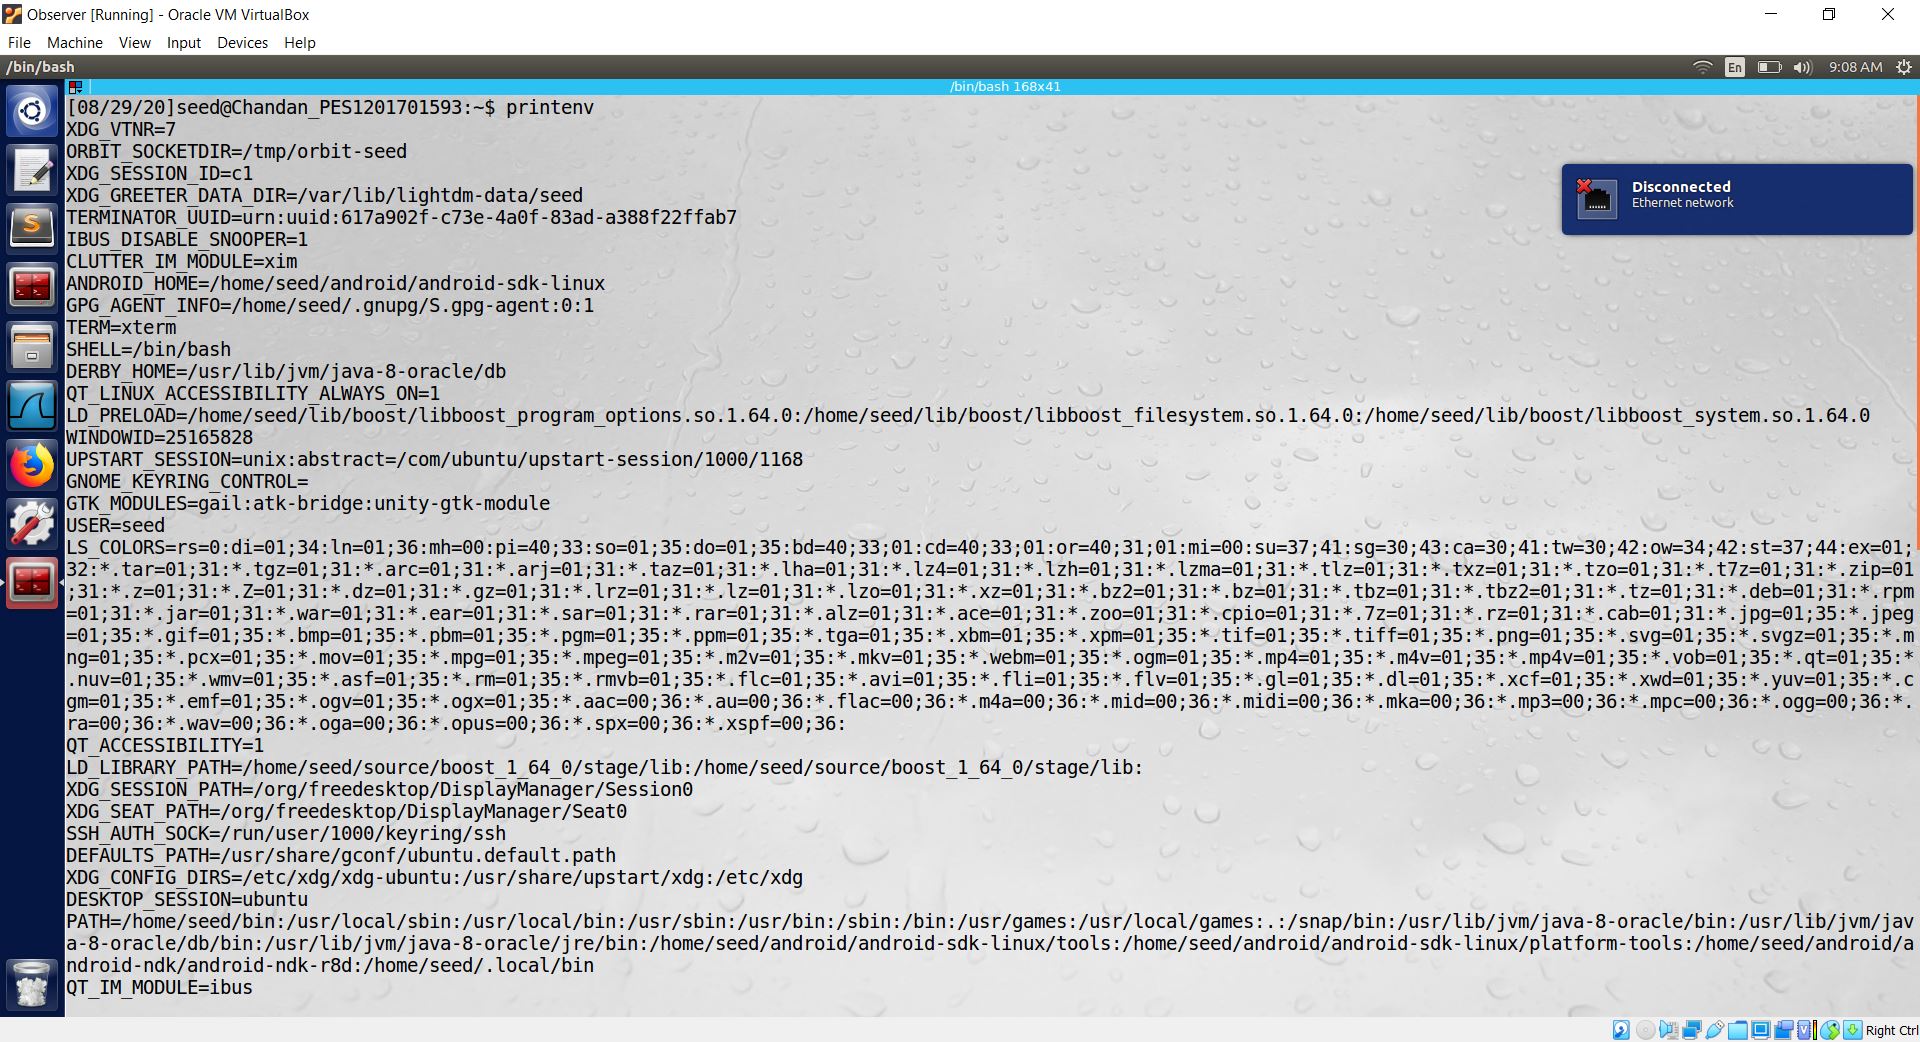 Observer [Running] - Oracle VM VirtualBox
File Machine View Input Devices Help
/bin/bash
En
9:08 AM
/bin/bash 168x41
[08/29/20]seed@Chandan_PES1201701593:~$ printenv
XDG_VTNR=7
ORBIT_SOCKETDIR=/tmp/orbit-seed
XDG_SESSION_ID=c1
XDG_GREETER_DATA_DIR=/var/lib/lightdm-data/seed
TERMINATOR_UUID=urn:uuid:617a902f-c73e-4a0f-83ad-a388f22ffab7
IBUS_DISABLE_SNOOPER=1
CLUTTER_IM_MODULE=xim
ANDROID_HOME=/home/seed/android/android-sdk-linux
GPG_AGENT_INFO=/home/seed/.gnupg/S.gpg-agent:0:1
TERM=xterm
SHELL=/bin/bash
DERBY_HOME=/usr/lib/jvm/java-8-oracle/db
QT_LINUX_ACCESSIBILITY_ALWAYS_ON=1
LD_PRELOAD=/home/seed/lib/boost/libboost_program_options.so.1.64.0:/home/seed/lib/boost/libboost_filesystem.so.1.64.0:/home/seed/lib/boost/libboost_system.so.1.64.0
WINDOWID=25165828
UPSTART_SESSION=unix:abstract=/com/ubuntu/upstart-session/1000/1168
GNOME_KEYRING_CONTROL=
GTK_MODULES=gail:atk-bridge:unity-gtk-module
USER=seed
LS_COLORS=rs=0:di=01;34:ln=01;36:mh=00:pi=40;33:so=01;35:do=01;35:bd=40;33;01:cd=40;33;01:or=40;31;01:mi=00:su=37;41:sg=30;43:ca=30;41:tw=30;42:ow=34;42:st=37;44:ex=01;
32:*.tar=01;31:*.tgz=01;31:*.arc=01;31:*.arj=01;31:*.taz=01;31:*.lha=01;31:*.lz4=01;31:*.lzh=01;31:*.lzma=01;31:*.tlz=01;31:*.txz=01;31:*.tzo=01;31:*.t7z=01;31:*.zip=01
;31:*.z=01;31:*.Z=01;31:*.dz=01;31:*.gz=01;31:*.lrz=01;31:*.lz=01;31:*.lzo=01;31:*.xz=01;31:*.bz2=01;31:*.bz=01;31:*.tbz=01;31:*.tbz2=01;31:*.tz=01;31:*.deb=01;31:*.rpm
=01;31:*.jar=01;31:*.war=01;31:*.ear=01;31:*.sar=01;31:*.rar=01;31:*.alz=01;31:*.ace=01;31:*.zoo=01;31:*.cpio=01;31:*.7z=01;31:*.rz=01;31:*.cab=01;31:*.jpg=01;35:*.jpeg
=01;35:*.gif=01;35:*.bmp=01;35:*.pbm=01;35:*.pgm=01;35:*.ppm=01;35:*.tga=01;35:*.xbm=01;35:*.xpm=01;35:*.tif=01;35:*.tiff=01;35:*.png=01;35:*.svg=01;35:*.svgz=01;35:*.m
ng=01;35:*.pcx=01;35:*.mov=01;35:*.mpg=01;35:*.mpeg=01;35:*.m2v=01;35:*.mkv=01;35:*.webm=01;35:*.ogm=01;35:*.mp4=01;35:*.m4v=01;35:*.mp4v=01;35:*.vob=01;35:*.qt=01;35:*
.nuv=01;35:*.wmv=01;35:*.asf=01;35:*.rm=01;35:*.rmvb=01;35:*.flc=01;35:*.avi=01;35:*.fli=01;35:*.flv=01;35:*.gl=01;35:*.dl=01;35:*.xcf=01;35:*.xwd=01;35:*.yuv=01;35:*.c
gm=01;35:*.emf=01;35:*.ogv=01;35:*.ogx=01;35:*.aac=00;36:*.au=00;36:*.flac=00;36:*.m4a=00;36:*.mid=00;36:*.midi=00;36:*.mka=00;36:*.mp3=00;36:*.mpc=00;36:*.ogg=00;36:*.
ra=00;36:*.wav=00;36:*.oga=00;36:*.opus=00;36:*.spx=00;36:*.xspf=00;36:
QT_ACCESSIBILITY=1
LD_LIBRARY_PATH=/home/seed/source/boost_1_64_0/stage/lib:/home/seed/source/boost_1_64_0/stage/lib:
XDG_SESSION_PATH=/org/freedesktop/DisplayManager/Session0
XDG_SEAT_PATH=/org/freedesktop/DisplayManager/Seat0
SSH_AUTH_SOCK=/run/user/1000/keyring/ssh
DEFAULTS_PATH=/usr/share/gconf/ubuntu.default.path
XDG_CONFIG_DIRS=/etc/xdg/xdg-ubuntu:/usr/share/upstart/xdg:/etc/xdg
DESKTOP_SESSION=ubuntu
PATH=/home/seed/bin:/usr/local/sbin:/usr/local/bin:/usr/sbin:/usr/bin:/sbin:/bin:/usr/games:/usr/local/games:.:/snap/bin:/usr/lib/jvm/java-8-oracle/bin:/usr/lib/jvm/jav
a-8-oracle/db/bin:/usr/lib/jvm/java-8-oracle/jre/bin:/home/seed/android/android-sdk-linux/tools:/home/seed/android/android-sdk-linux/platform-tools:/home/seed/android/a
ndroid-ndk/android-ndk-r8d:/home/seed/.local/bin
QT_IM_MODULE=ibus
Disconnected
Ethernet network
Right Ctrl